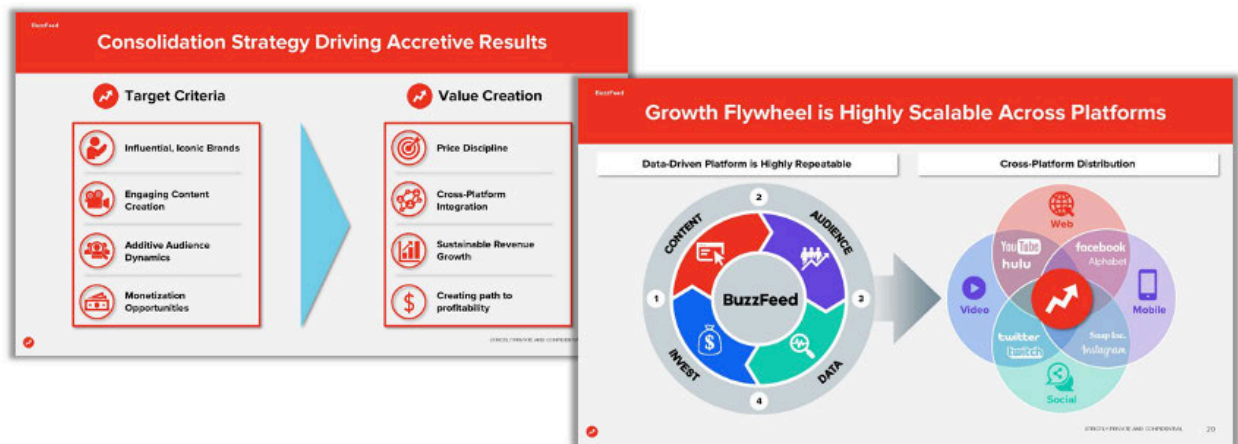 BuzzFeed
Consolidation Strategy Driving Accretive Results
Target Criteria
Influential, Iconic Brands
Engaging Content
Creation
Additive Audience
Dynamics
Monetization
Opportunities
Value Creation
Price Discipline
Cross-Platform
Integration
Sustainable Revenue
Growth
Creating path to
profitability
STRICTLY PRIVATE AND CONFIDENTIAL
BuzzFeed
Growth Flywheel is Highly Scalable Across Platforms
Data-Driven Platform is Highly Repeatable
2
CONTENT
AUDIENCE
1
BuzzFeed
3
INVEST
DATA
4
Cross-Platform Distribution
Web
YouTube
hulu
facebook
Alphabet
Video
Mobile
twitter
twitch
Snap Inc.
Instagram
Social
STRICTLY PRIVATE AND CONFIDENTIAL
20